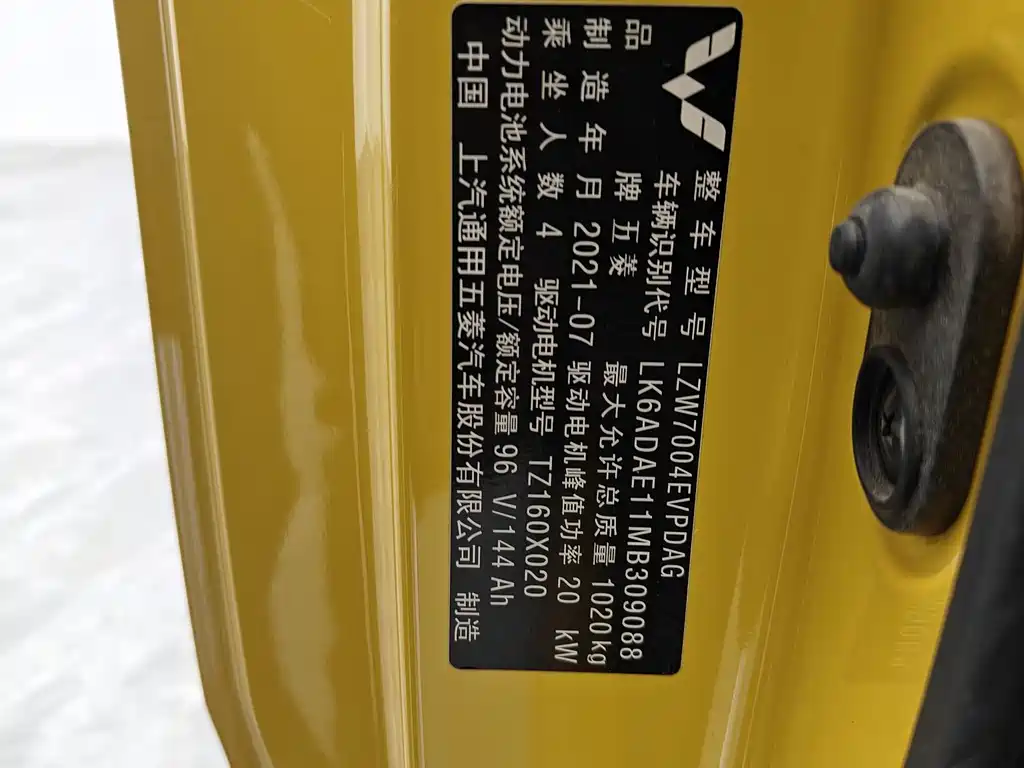 整车型号 LZW7004EVPDAG
车辆识别代号 LK6ADAE11MB309088
品牌 五菱 最大允许总质量 1020 kg
制造年月 2021-07 驱动电机峰值功率 20 kW
乘坐人数 4 驱动电机型号 TZ160X020
动力电池系统额定电压/额定容量 96 V/144 Ah
中国 上汽通用五菱汽车股份有限公司 制造